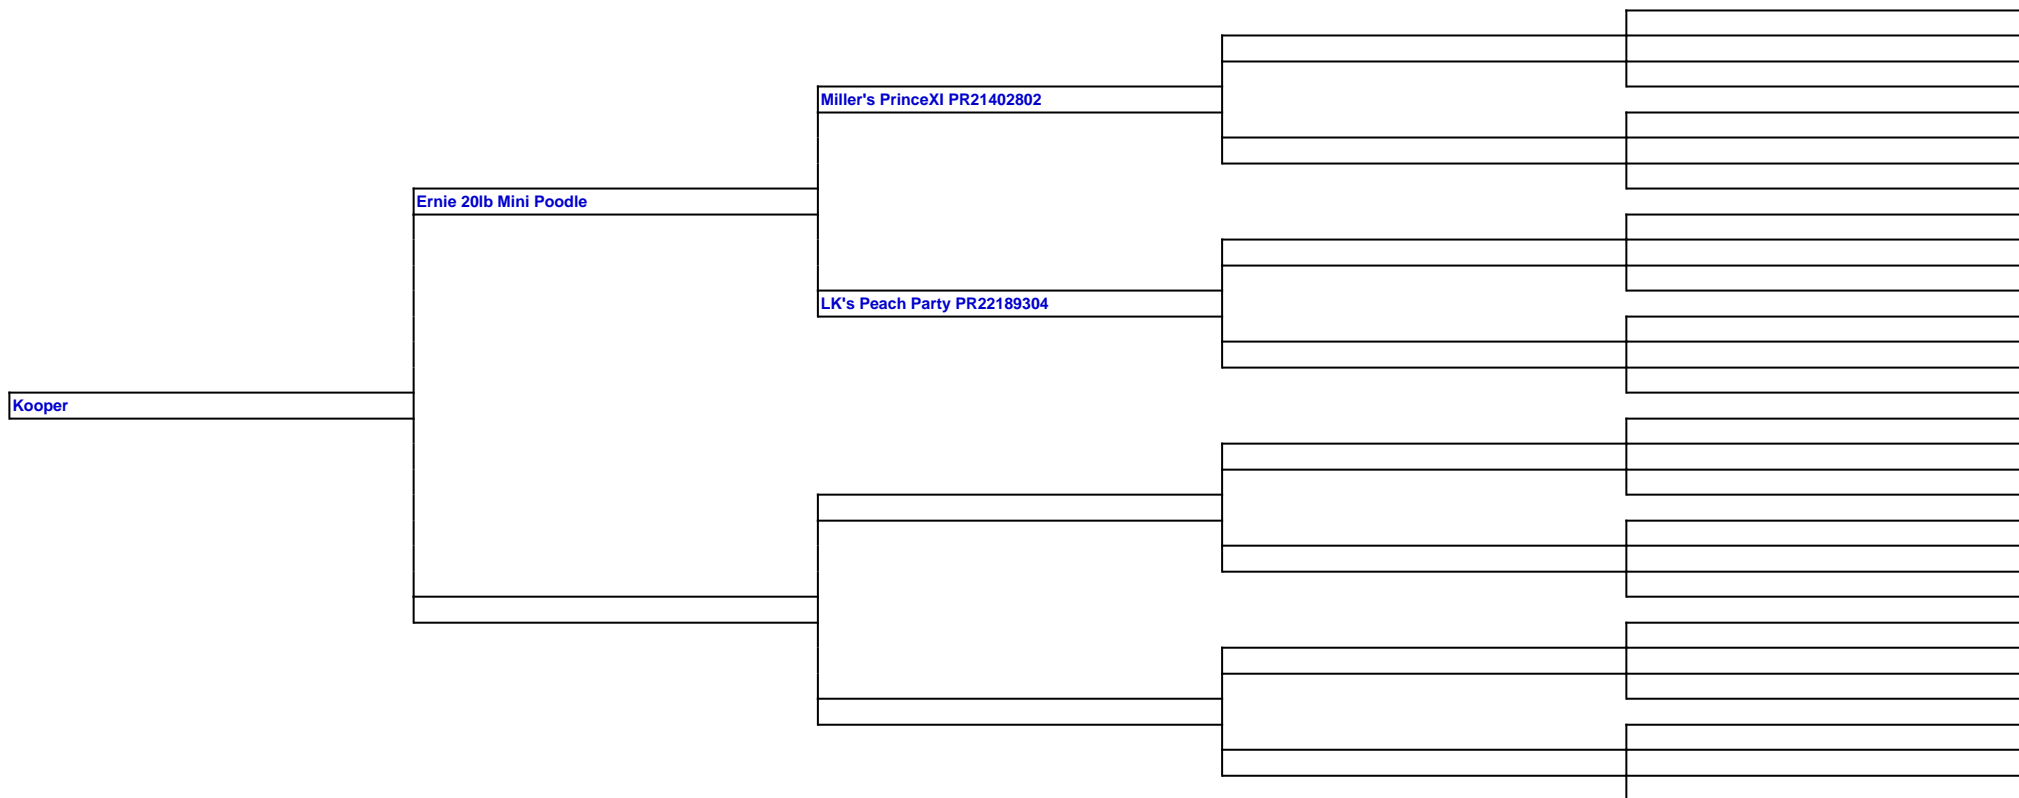 Miller's PrinceXI PR21402802
Ernie 20lb Mini Poodle
LK's Peach Party PR22189304
Kooper